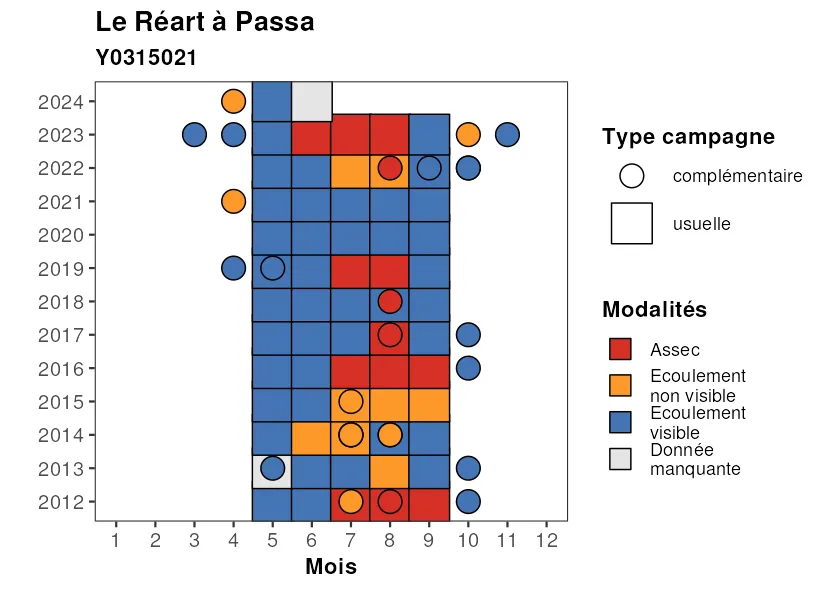 Le Réart à Passa
Y0315021
2024
2023
2022
2021
2020
2019
2018
2017
2016
2015
2014
2013
2012
1 2 3 4 5 6 7 8 9 10 11 12
Mois
Type campagne
complémentaire
usuelle
Modalités
Assec
Ecoulement
non visible
Ecoulement
visible
Donnée
manquante